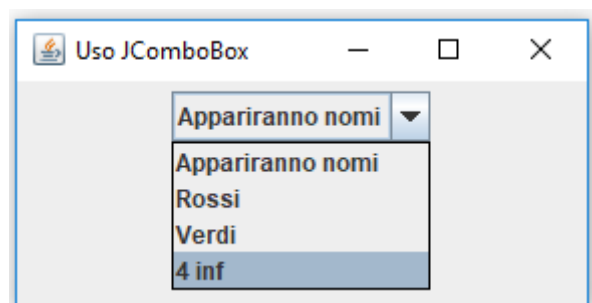 Uso JComboBox
Appariranno nomi
Appariranno nomi
Rossi
Verdi
4 inf